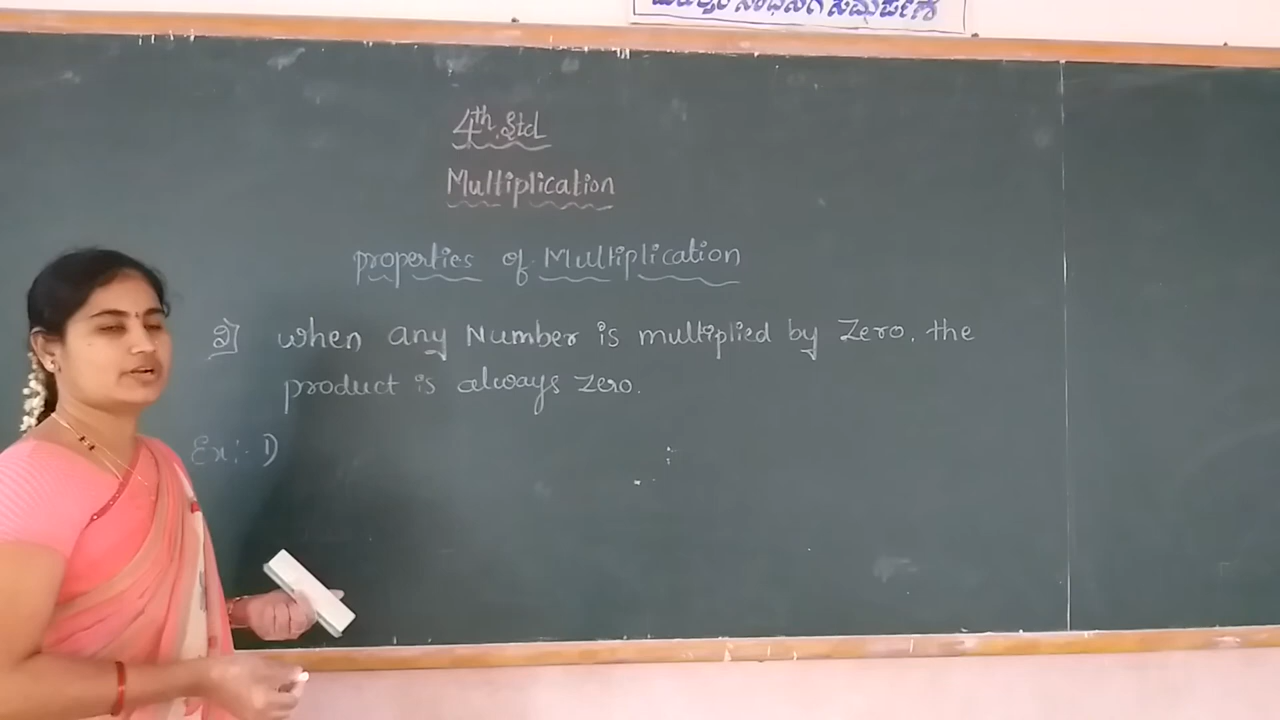 4th Std
Multiplication
properties of Multiplication
2) when any Number is multiplied by Zero. the
product is always zero.
Ex:- 1)